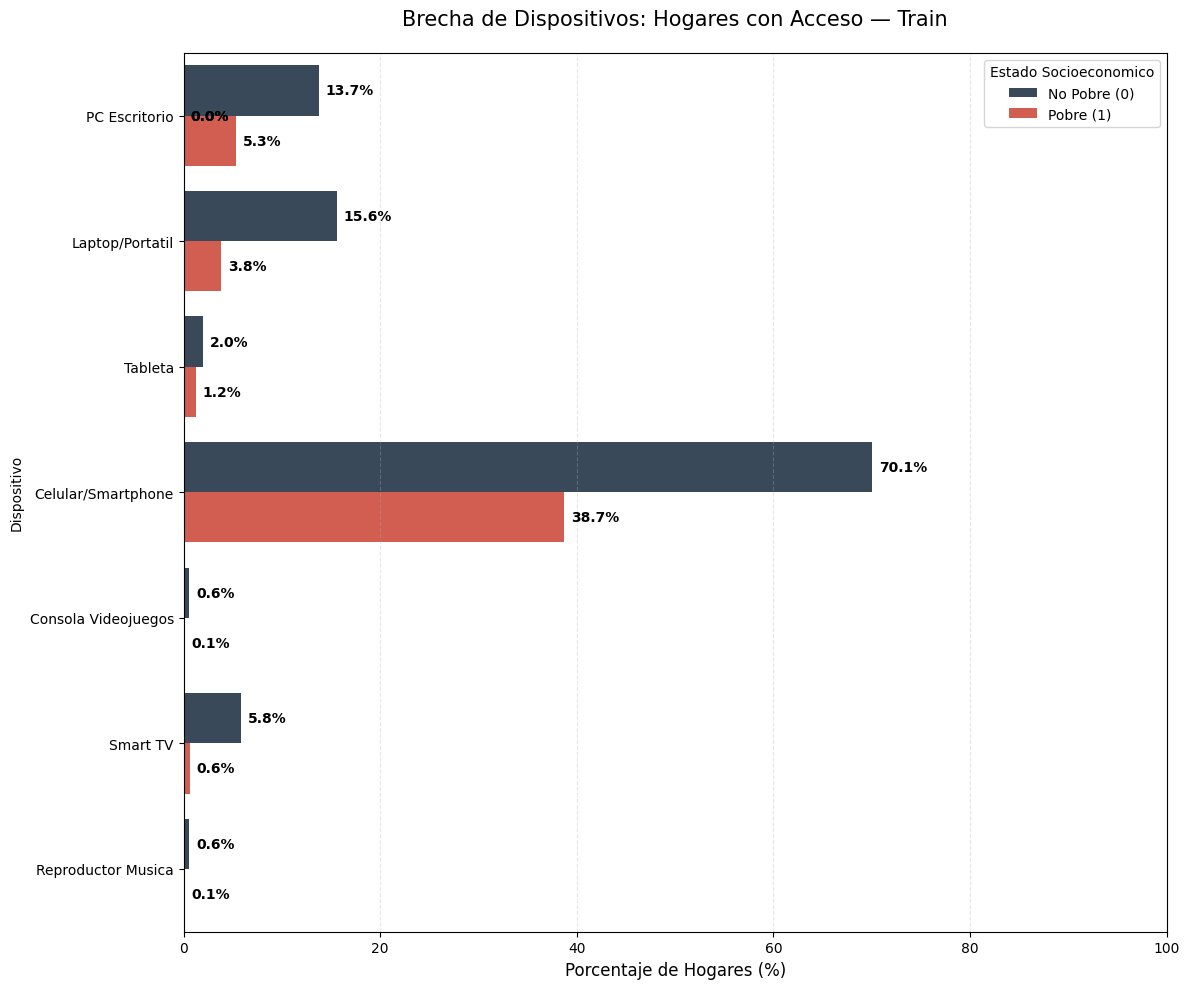 Brecha de Dispositivos: Hogares con Acceso — Train
Estado Socioeconomico
No Pobre (0)
Pobre (1)
Dispositivo
PC Escritorio
13.7%
0.0%
5.3%
Laptop/Portatil
15.6%
3.8%
Tableta
2.0%
1.2%
Celular/Smartphone
70.1%
38.7%
Consola Videojuegos
0.6%
0.1%
Smart TV
5.8%
0.6%
Reproductor Musica
0.6%
0.1%
0 20 40 60 80 100
Porcentaje de Hogares (%)